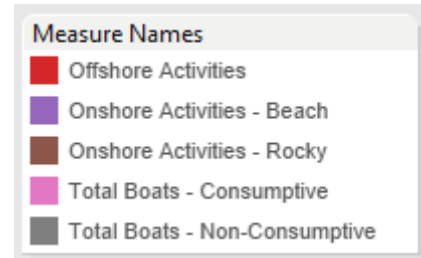 Measure Names
Offshore Activities
Onshore Activities - Beach
Onshore Activities - Rocky
Total Boats - Consumptive
Total Boats - Non-Consumptive